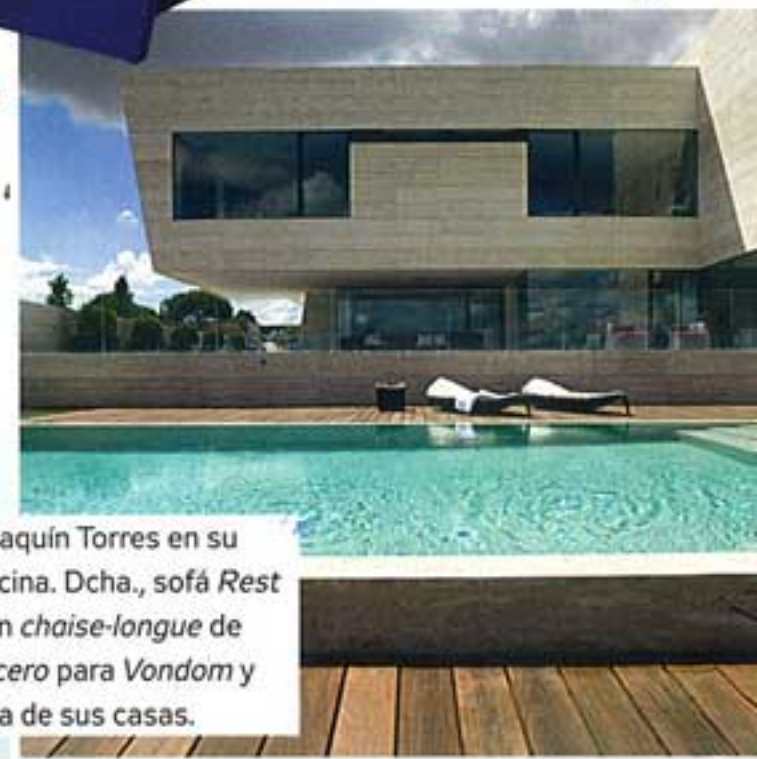 aquín Torres en su
cina. Dcha., sofá Rest
n chaise-longue de
cero para Vondom y
a de sus casas.